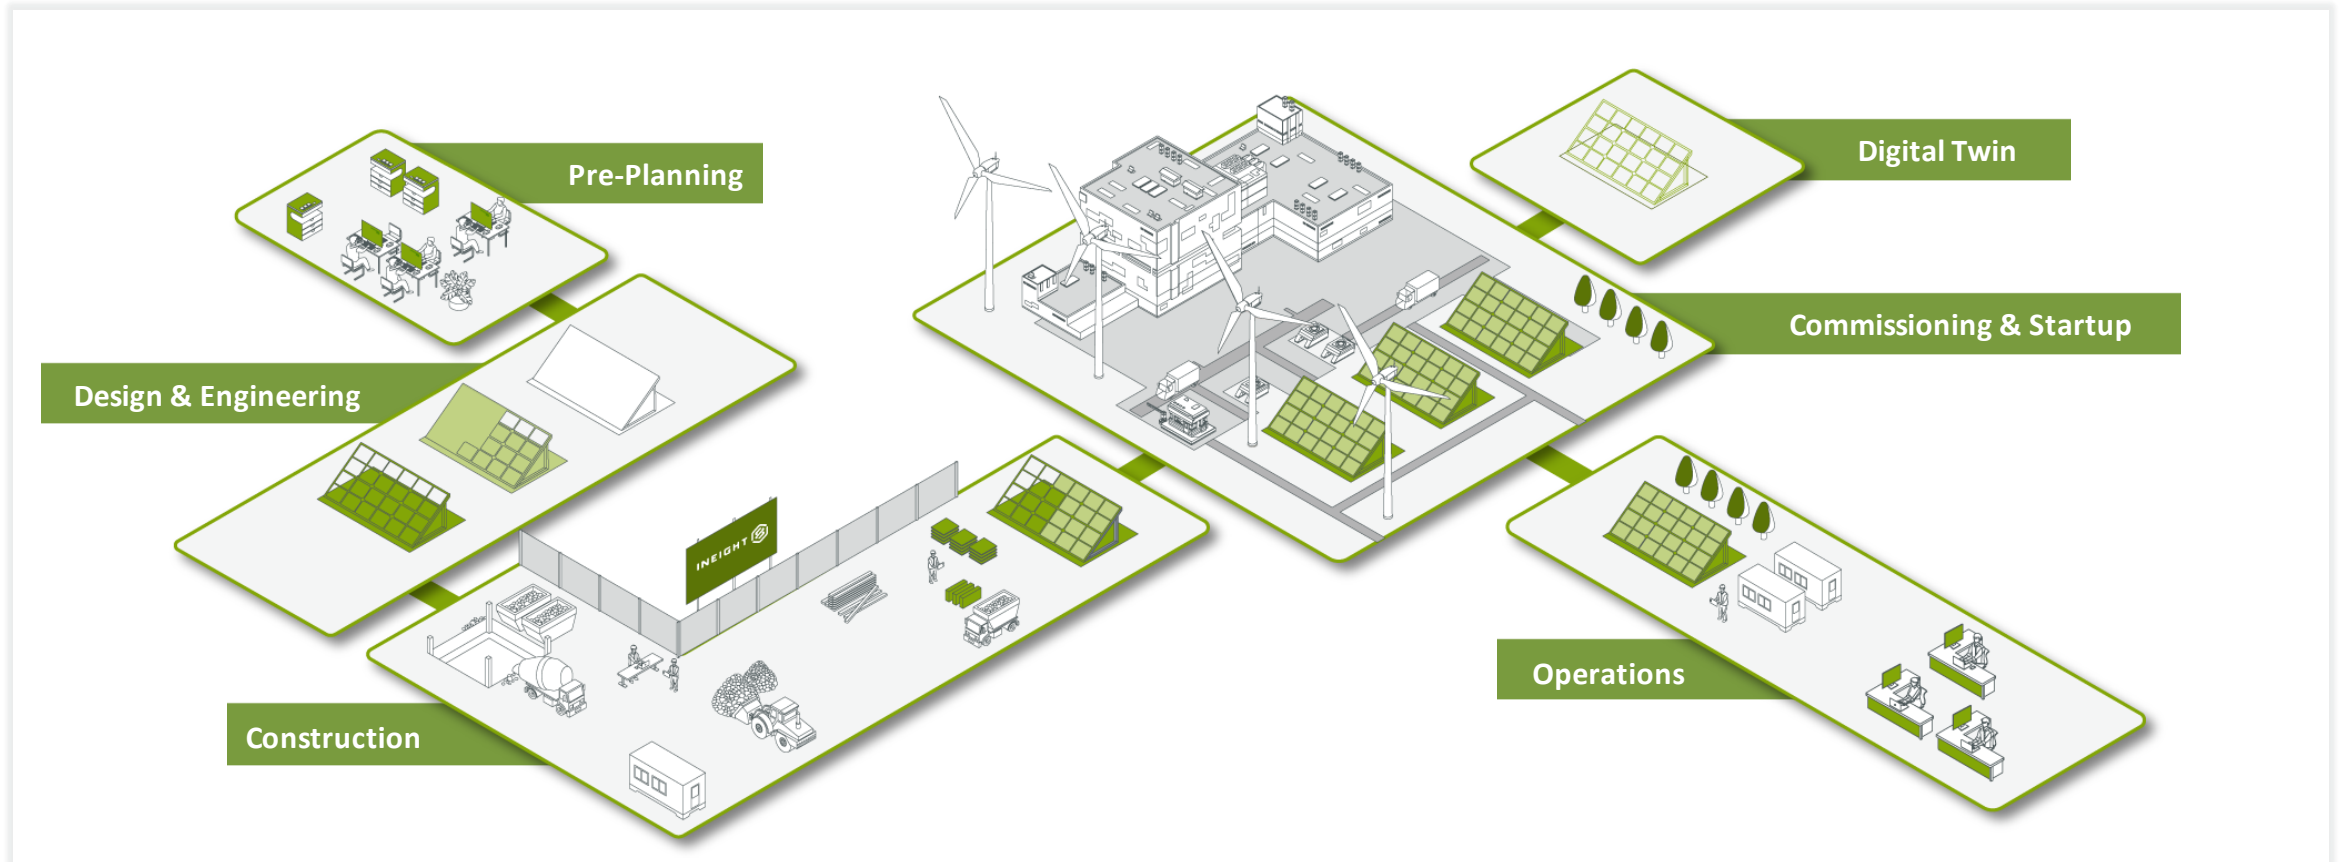 Pre-Planning
Design & Engineering
Construction
INEIGHT
Digital Twin
Commissioning & Startup
Operations